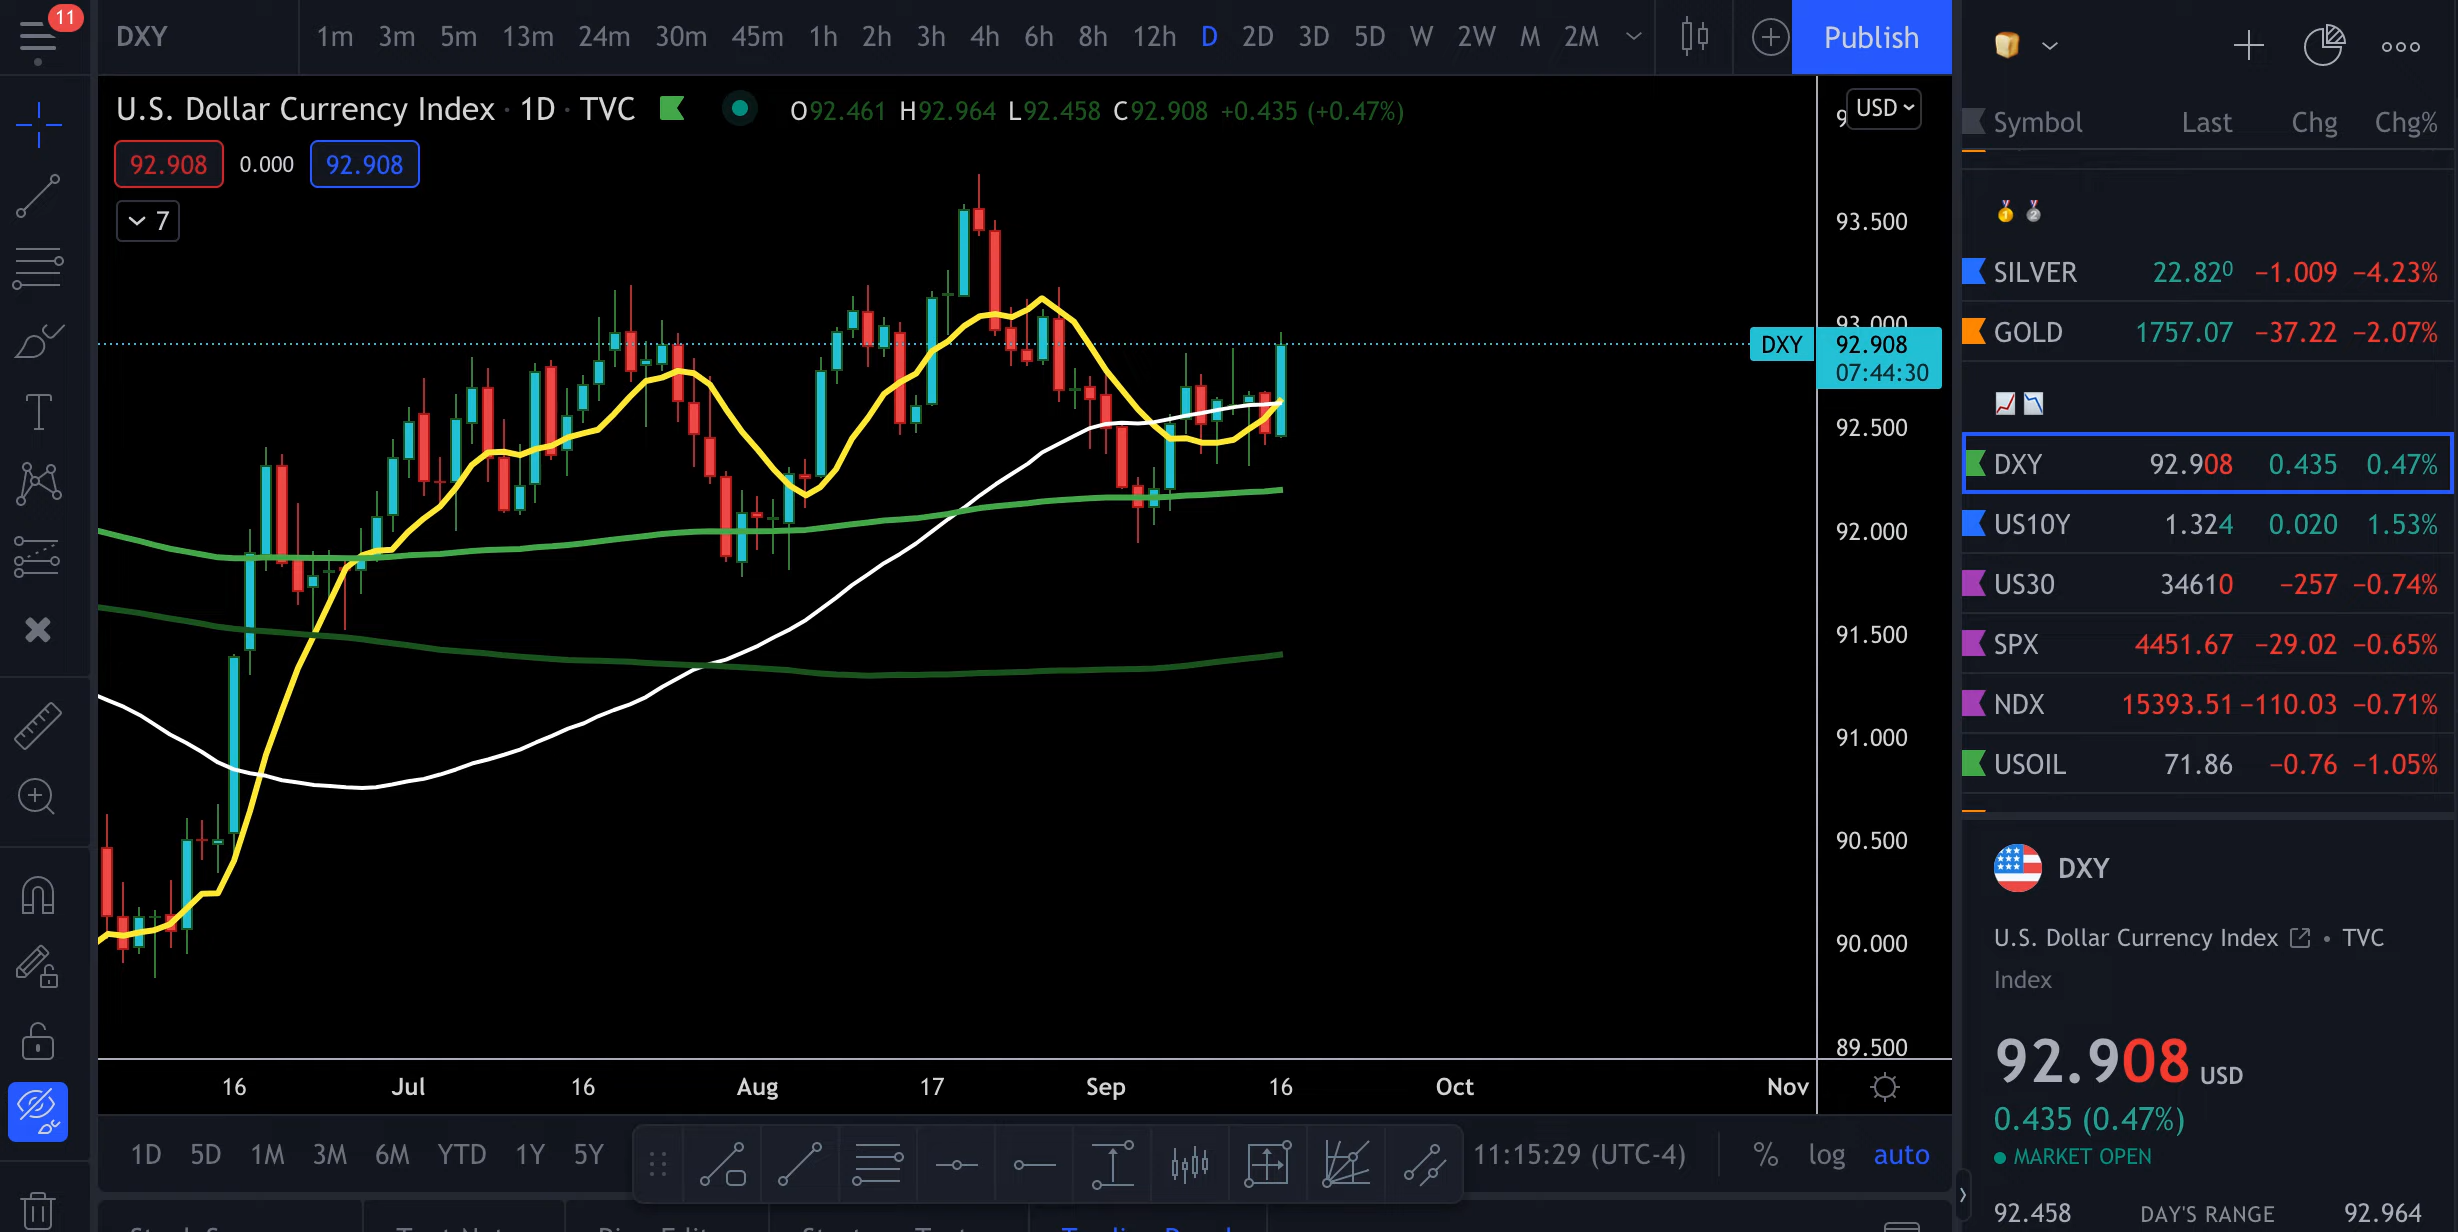 11
DXY
1m 3m 5m 13m 24m 30m 45m 1h 2h 3h 4h 6h 8h 12h D 2D 3D 5D W 2W M 2M
Publish
U.S. Dollar Currency Index · 1D · TVC
O92.461 H92.964 L92.458 C92.908 +0.435 (+0.47%)
USD
92.908 0.000 92.908
7
93.500
93.000
DXY 92.908
07:44:30
92.500
92.000
91.500
91.000
90.500
90.000
89.500
16 Jul 16 Aug 17 Sep 16 Oct Nov
1D 5D 1M 3M 6M YTD 1Y 5Y
11:15:29 (UTC-4) % log auto
Symbol Last Chg Chg%
SILVER 22.820 −1.009 −4.23%
GOLD 1757.07 −37.22 −2.07%
DXY 92.908 0.435 0.47%
US10Y 1.324 0.020 1.53%
US30 34610 −257 −0.74%
SPX 4451.67 −29.02 −0.65%
NDX 15393.51 −110.03 −0.71%
USOIL 71.86 −0.76 −1.05%
DXY
U.S. Dollar Currency Index • TVC
Index
92.908 USD
0.435 (0.47%)
MARKET OPEN
92.458 DAY'S RANGE 92.964